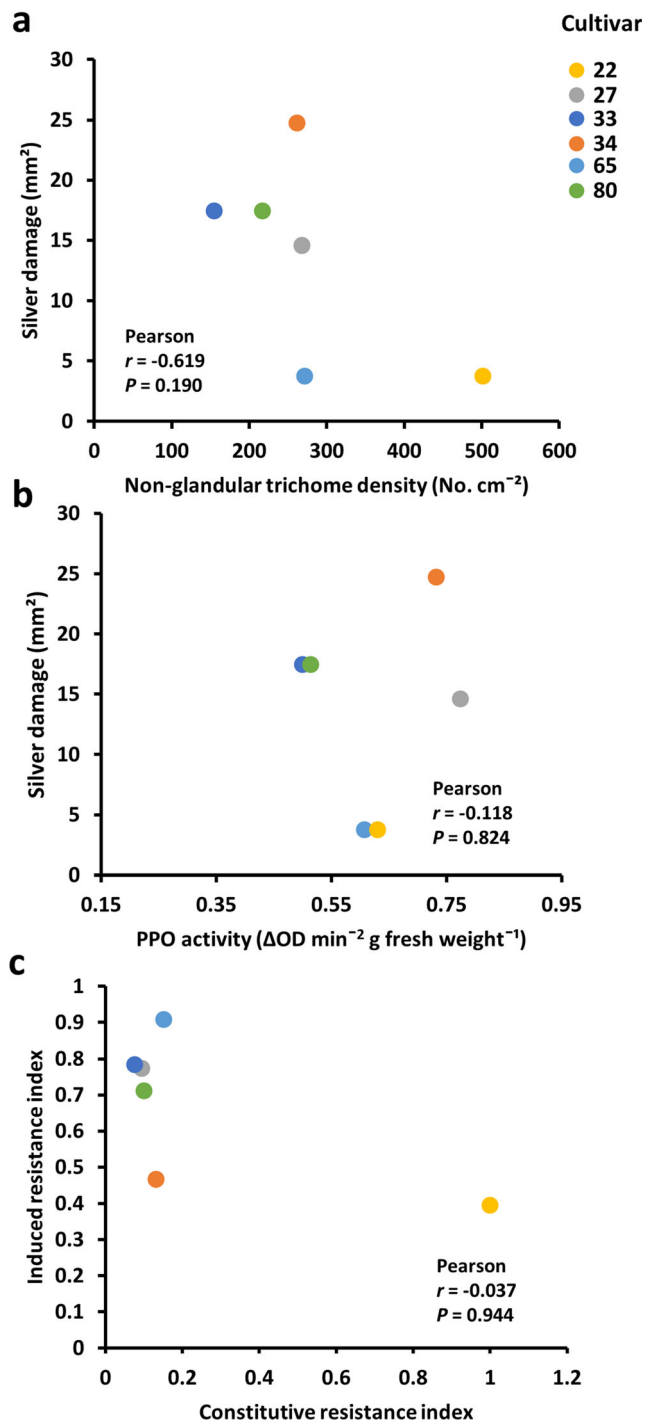 a
Cultivar
22
27
33
34
65
80
Silver damage (mm²)
30
25
20
15
10
5
0
Pearson
r = -0.619
P = 0.190
0 100 200 300 400 500 600
Non-glandular trichome density (No. cm⁻²)
b
Silver damage (mm²)
30
25
20
15
10
5
0
Pearson
r = -0.118
P = 0.824
0.15 0.35 0.55 0.75 0.95
PPO activity (ΔOD min⁻² g fresh weight⁻¹)
c
Induced resistance index
1
0.9
0.8
0.7
0.6
0.5
0.4
0.3
0.2
0.1
0
Pearson
r = -0.037
P = 0.944
0 0.2 0.4 0.6 0.8 1 1.2
Constitutive resistance index